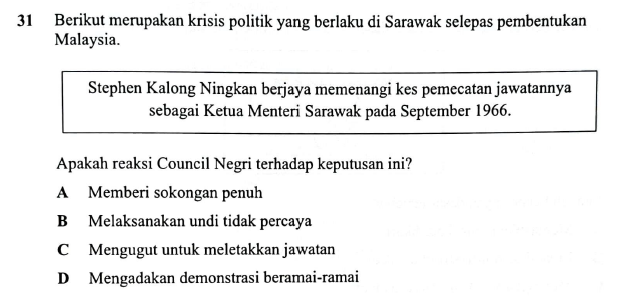 31 Berikut merupakan krisis politik yang berlaku di Sarawak selepas pembentukan
Malaysia.
Stephen Kalong Ningkan berjaya memenangi kes pemecatan jawatannya
sebagai Ketua Menteri Sarawak pada September 1966.
Apakah reaksi Council Negri terhadap keputusan ini?
A Memberi sokongan penuh
B Melaksanakan undi tidak percaya
C Mengugut untuk meletakkan jawatan
D Mengadakan demonstrasi beramai-ramai